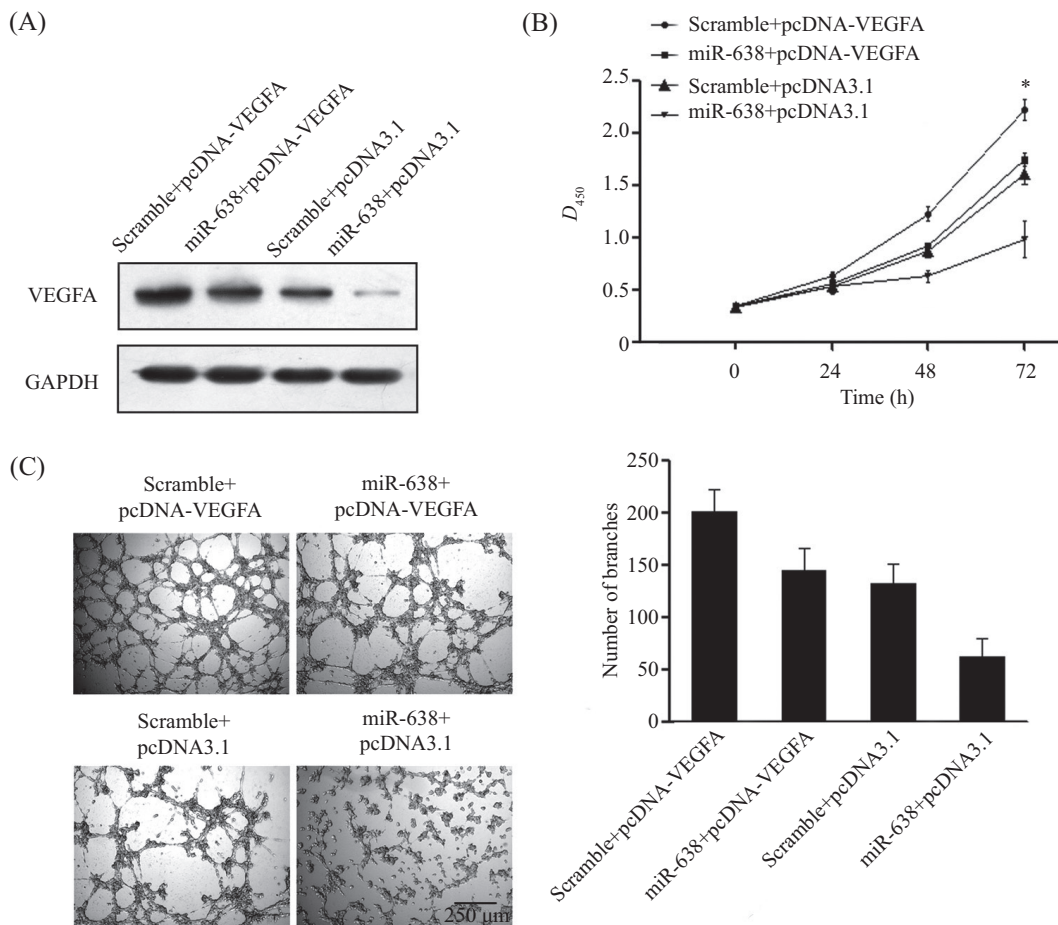 (A)
Scramble+pcDNA-VEGFA
miR-638+pcDNA-VEGFA
Scramble+pcDNA3.1
miR-638+pcDNA3.1
VEGFA
GAPDH
(B)
Scramble+pcDNA-VEGFA
miR-638+pcDNA-VEGFA
Scramble+pcDNA3.1
miR-638+pcDNA3.1
2.5
2.0
1.5
1.0
0.5
0
D450
*
0 24 48 72
Time (h)
(C)
Scramble+
pcDNA-VEGFA
miR-638+
pcDNA-VEGFA
Scramble+
pcDNA3.1
miR-638+
pcDNA3.1
250 μm
250
200
150
100
50
0
Number of branches
Scramble+pcDNA-VEGFA
miR-638+pcDNA-VEGFA
Scramble+pcDNA3.1
miR-638+pcDNA3.1